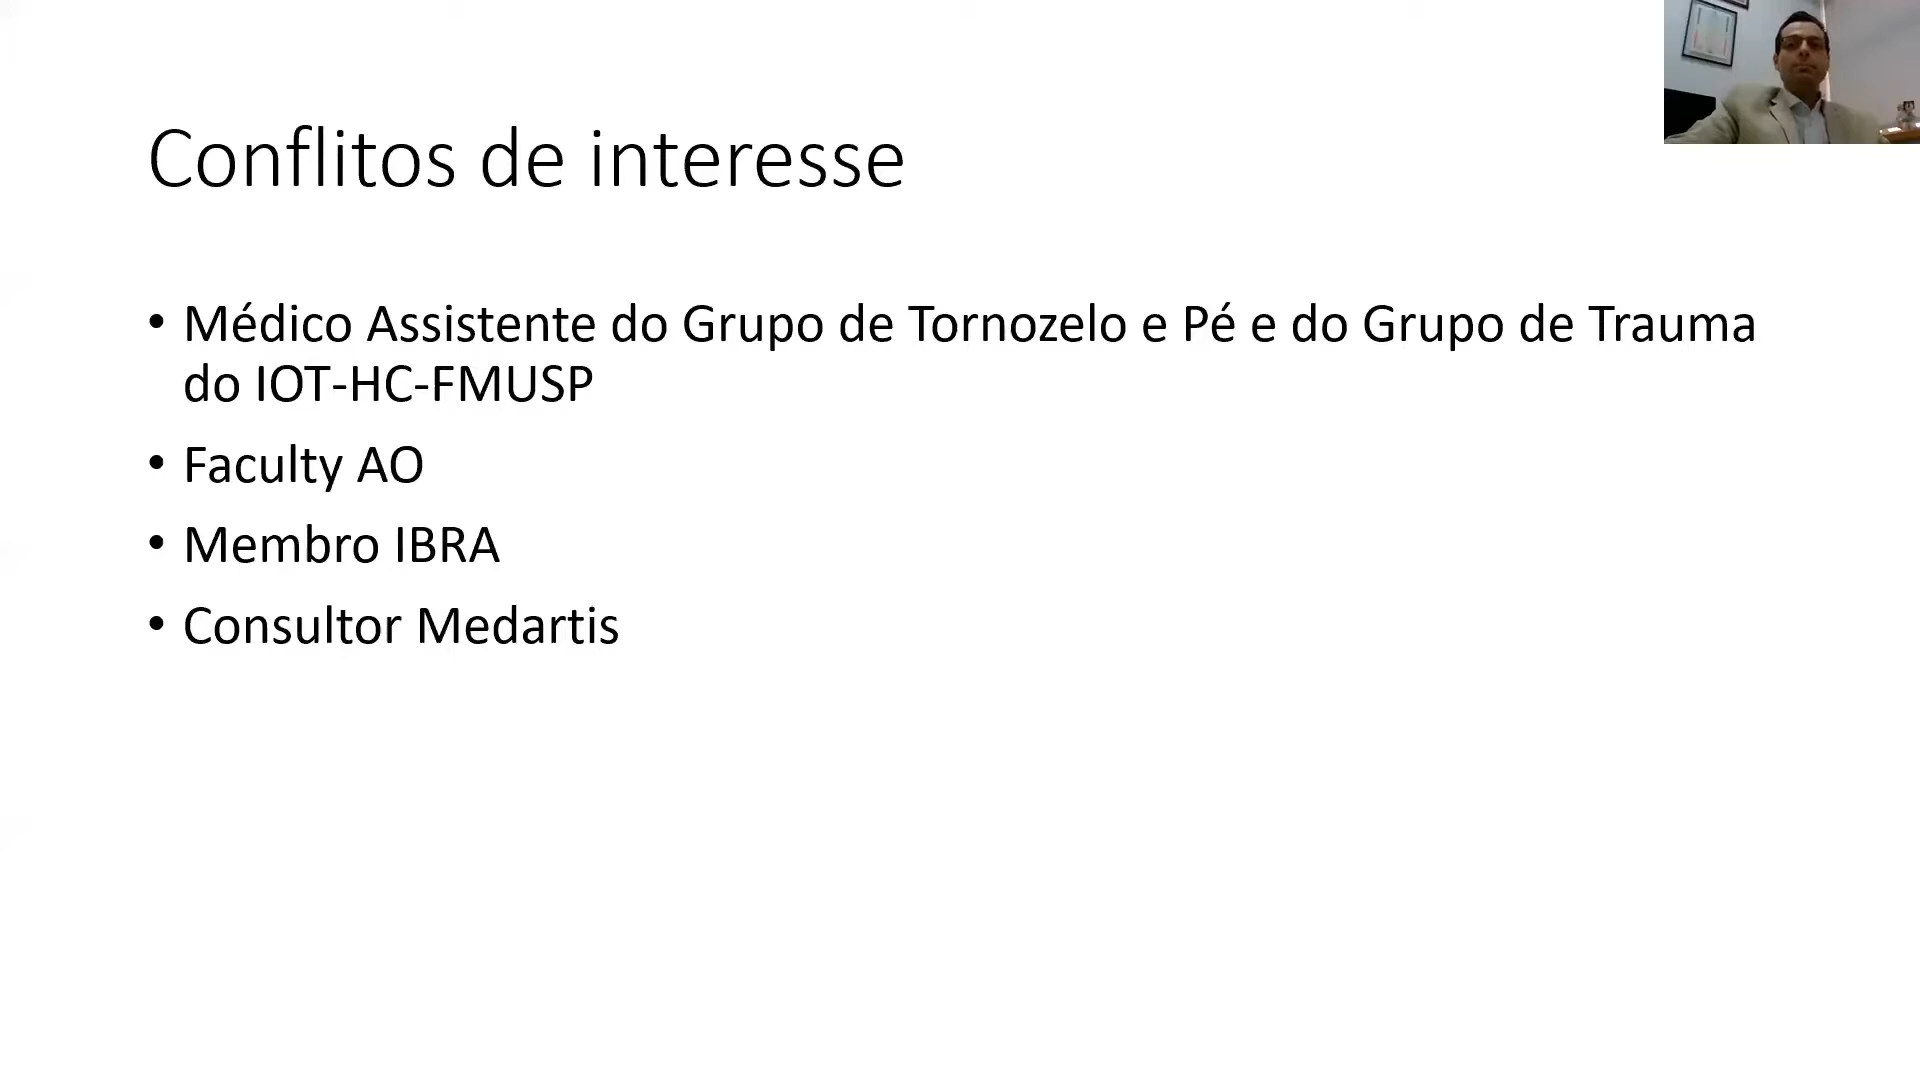 Conflitos de interesse
• Médico Assistente do Grupo de Tornozelo e Pé e do Grupo de Trauma
do IOT-HC-FMUSP
• Faculty AO
• Membro IBRA
• Consultor Medartis